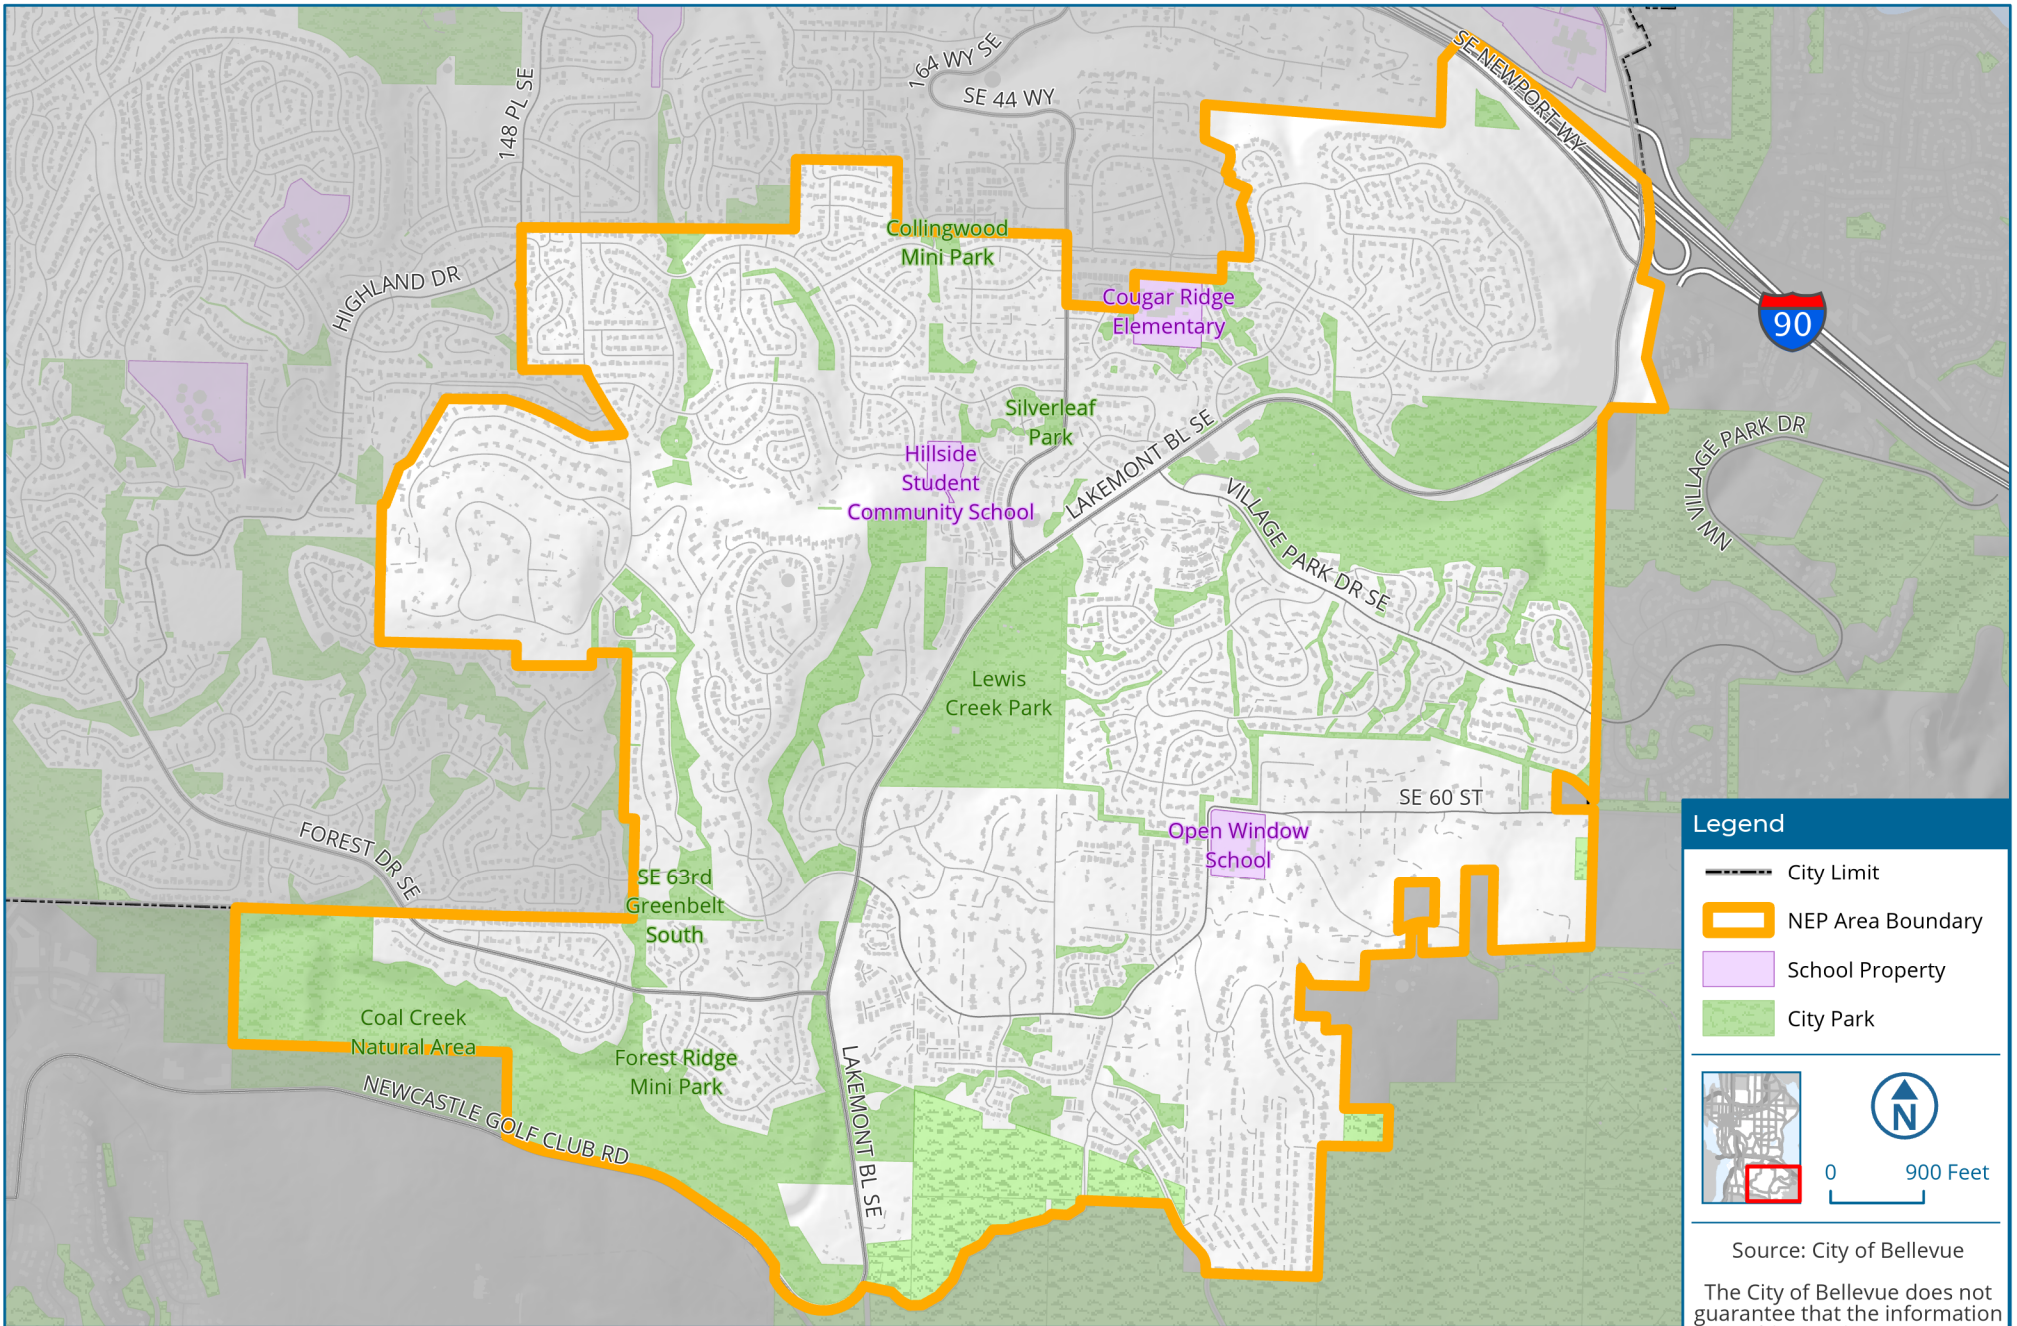 164 WY SE
SE 44 WY
148 PL SE
SE NEWPORT WY
HIGHLAND DR
Collingwood
Mini Park
Cougar Ridge
Elementary
90
Silverleaf
Park
LAKEMONT BL SE
Hillside
Student
Community School
VILLAGE PARK DR SE
NW VILLAGE PARK DR
Lewis
Creek Park
SE 60 ST
Open Window
School
FOREST DR SE
SE 63rd
Greenbelt
South
Coal Creek
Natural Area
Forest Ridge
Mini Park
NEWCASTLE GOLF CLUB RD
LAKEMONT BL SE
Legend
City Limit
NEP Area Boundary
School Property
City Park
N
0 900 Feet
Source: City of Bellevue
The City of Bellevue does not
guarantee that the information